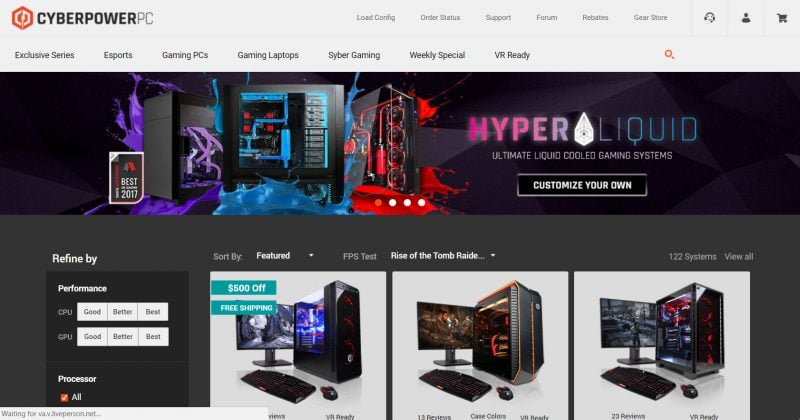 CYBERPOWERPC
Load Config Order Status Support Forum Rebates Gear Store
Exclusive Series Esports Gaming PCs Gaming Laptops Syber Gaming Weekly Special VR Ready
HYPER LIQUID
ULTIMATE LIQUID COOLED GAMING SYSTEMS
CUSTOMIZE YOUR OWN
BEST
2017
Refine by
Sort By: Featured FPS Test Rise of the Tomb Raide... 122 Systems View all
Performance
CPU Good Better Best
GPU Good Better Best
Processor
All
$500 Off
FREE SHIPPING
13 Reviews Case Colors 23 Reviews VR Ready
VR Ready
Waiting for va.v.liveperson.net...